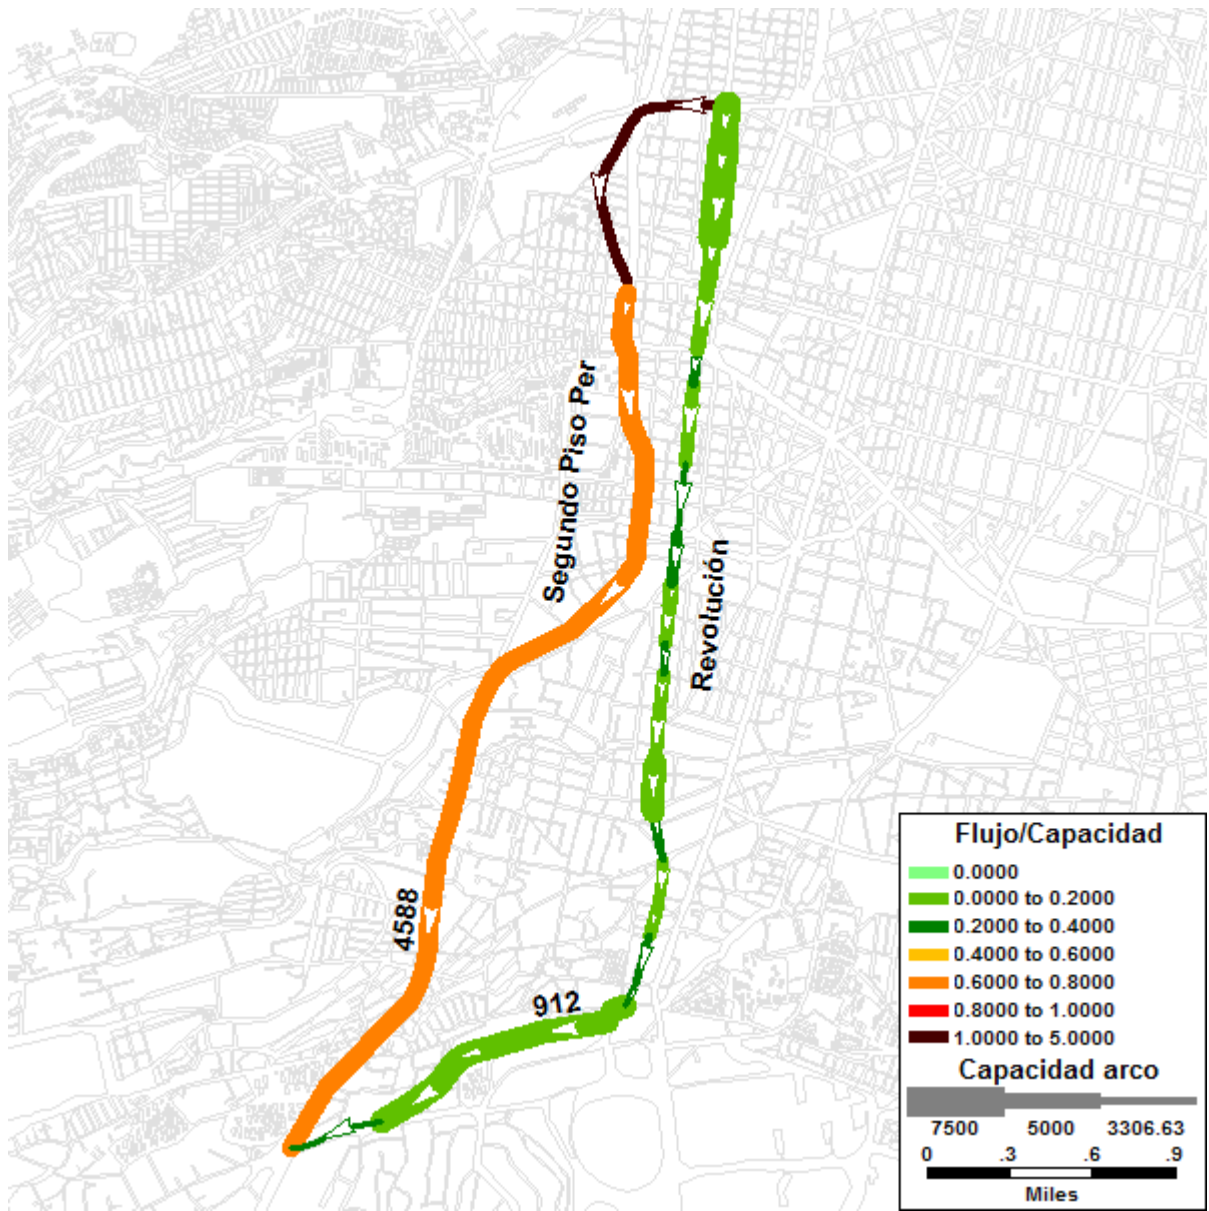 Segundo Piso Per
Revolución
4588
912
Flujo/Capacidad
0.0000
0.0000 to 0.2000
0.2000 to 0.4000
0.4000 to 0.6000
0.6000 to 0.8000
0.8000 to 1.0000
1.0000 to 5.0000
Capacidad arco
7500 5000 3306.63
0 .3 .6 .9
Miles